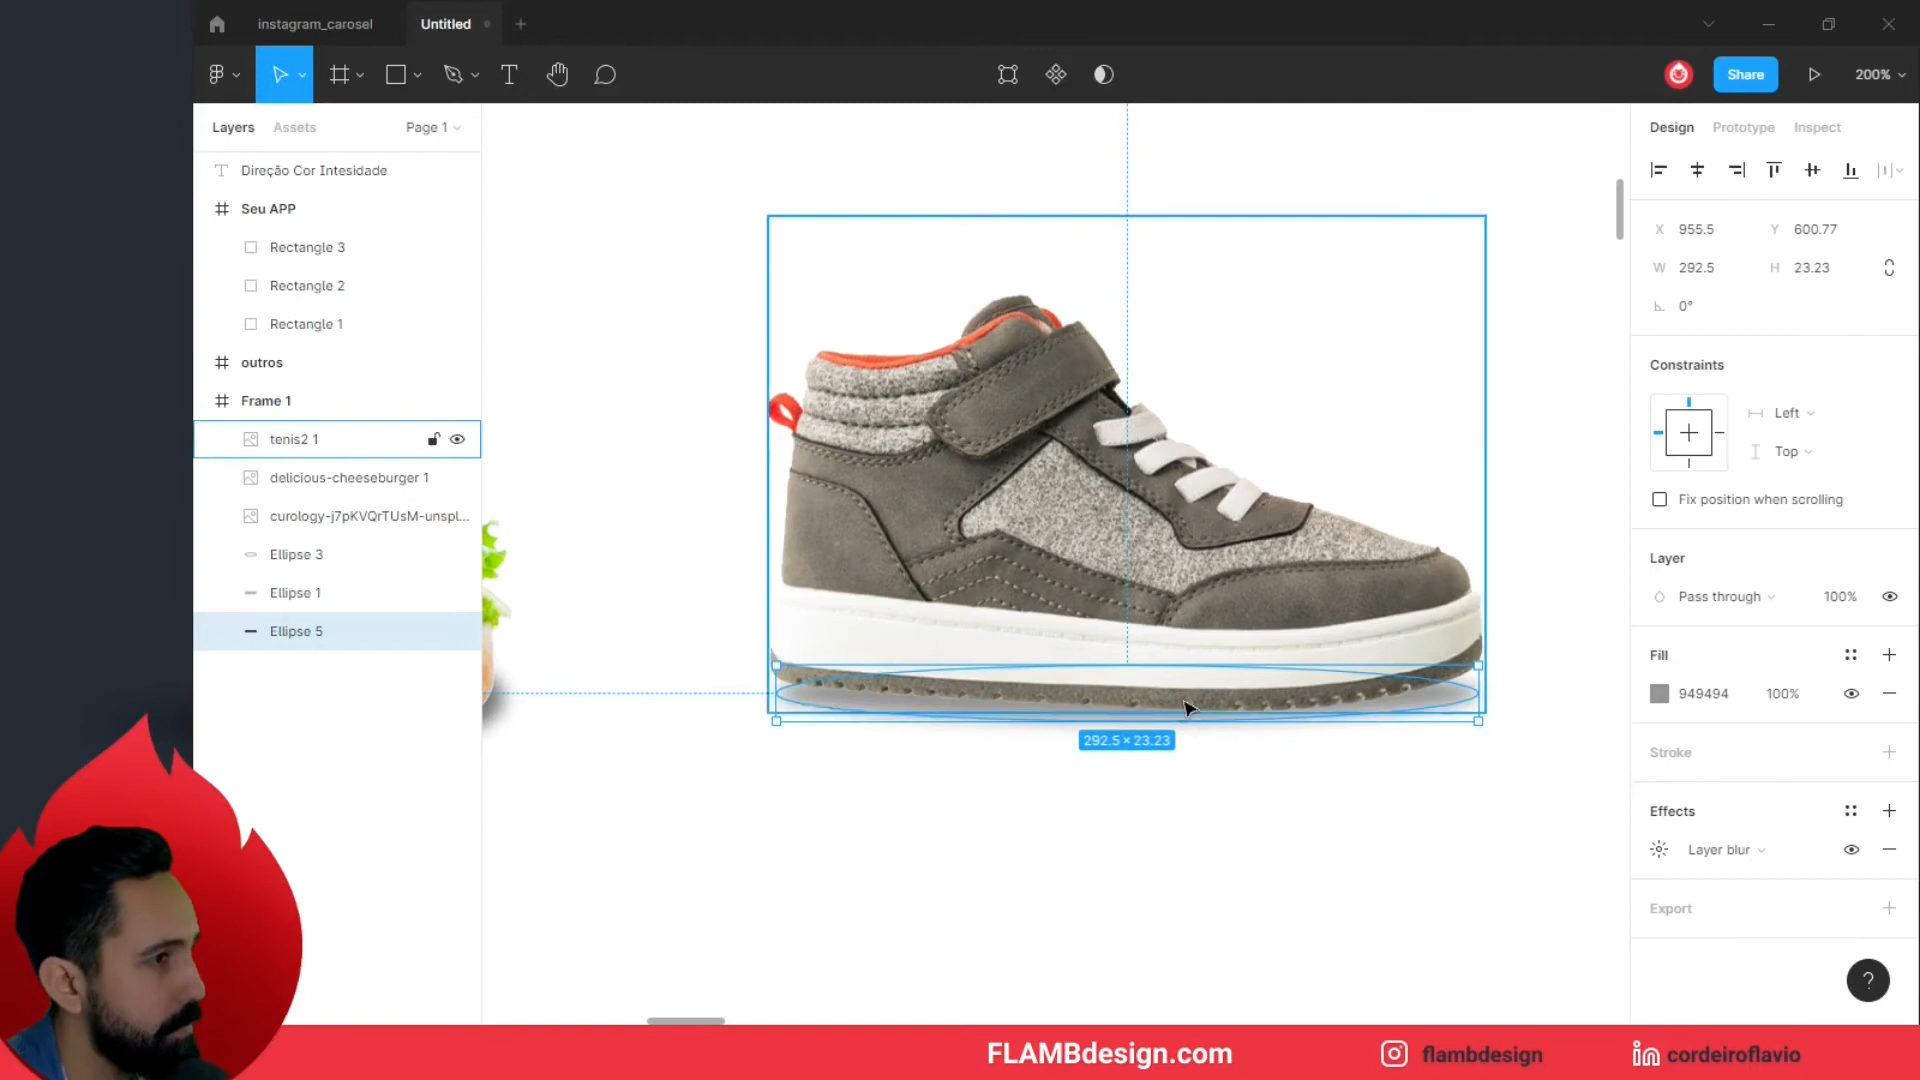 instagram_carosel
Untitled
Share
200%
Layers
Assets
Page 1
Design
Prototype
Inspect
Direção Cor Intesidade
Seu APP
Rectangle 3
Rectangle 2
Rectangle 1
outros
Frame 1
tenis2 1
delicious-cheeseburger 1
curology-j7pKVQrTUsM-unspl...
Ellipse 3
Ellipse 1
Ellipse 5
292.5 × 23.23
X 955.5 Y 600.77
W 292.5 H 23.23
0°
Constraints
Left
Top
Fix position when scrolling
Layer
Pass through 100%
Fill
949494 100%
Stroke
Effects
Layer blur
Export
?
FLAMBdesign.com
flambdesign
in cordeiroflavio